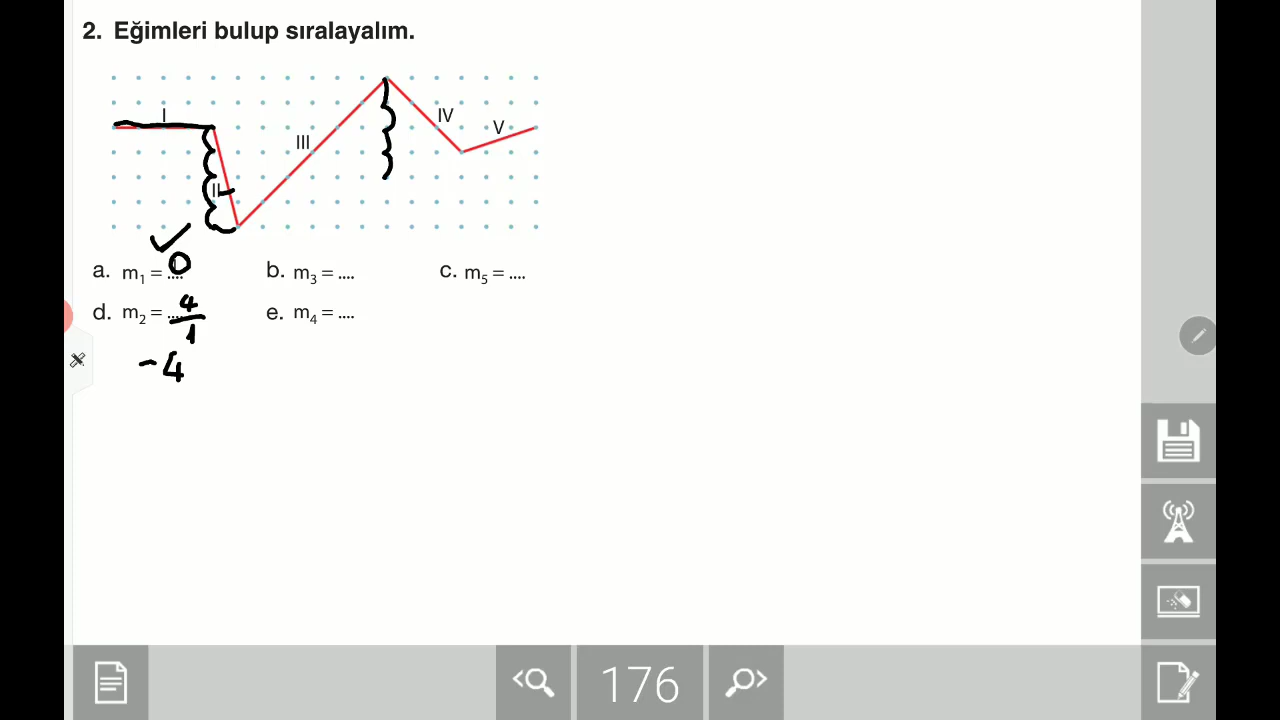 2. Eğimleri bulup sıralayalım.
I
IV
V
III
II
a. m₁ = .... 0
b. m₃ = ....
c. m₅ = ....
d. m₂ = .... 4/1
e. m₄ = ....
-4
176